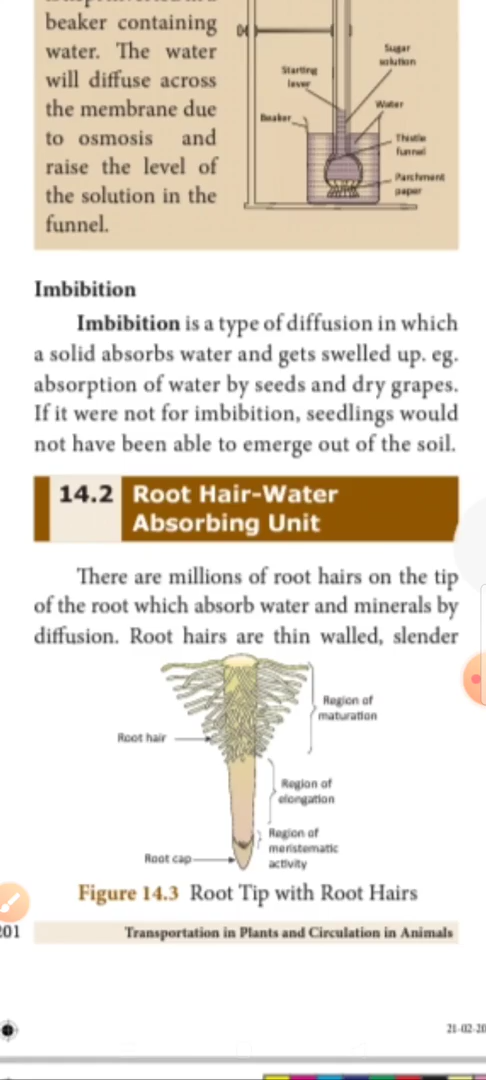 beaker containing
water. The water
will diffuse across
the membrane due
to osmosis and
raise the level of
the solution in the
funnel.
Sugar
solution
Starting
lever
Water
Beaker
Thistle
funnel
Parchment
paper
Imbibition
Imbibition is a type of diffusion in which
a solid absorbs water and gets swelled up. eg.
absorption of water by seeds and dry grapes.
If it were not for imbibition, seedlings would
not have been able to emerge out of the soil.
14.2 Root Hair-Water
Absorbing Unit
There are millions of root hairs on the tip
of the root which absorb water and minerals by
diffusion. Root hairs are thin walled, slender
Region of
maturation
Root hair
Region of
elongation
Region of
meristematic
activity
Root cap
Figure 14.3 Root Tip with Root Hairs
201
Transportation in Plants and Circulation in Animals
21-02-20